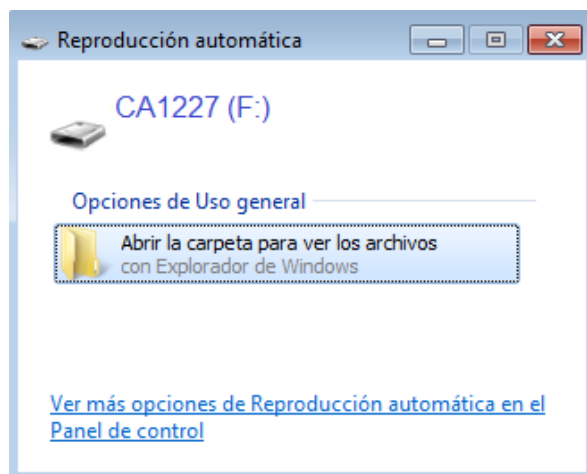 Reproducción automática
CA1227 (F:)
Opciones de Uso general
Abrir la carpeta para ver los archivos
con Explorador de Windows
Ver más opciones de Reproducción automática en el
Panel de control